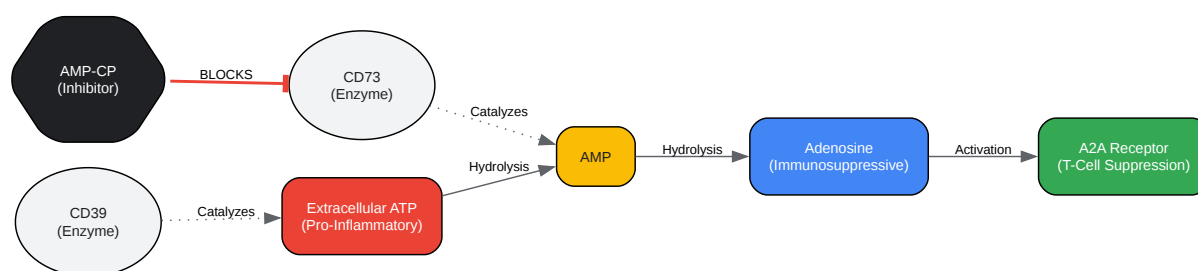 AMP-CP
(Inhibitor)
BLOCKS
CD73
(Enzyme)
Catalyzes
CD39
(Enzyme)
Catalyzes
Extracellular ATP
(Pro-Inflammatory)
Hydrolysis
AMP
Hydrolysis
Adenosine
(Immunosuppressive)
Activation
A2A Receptor
(T-Cell Suppression)